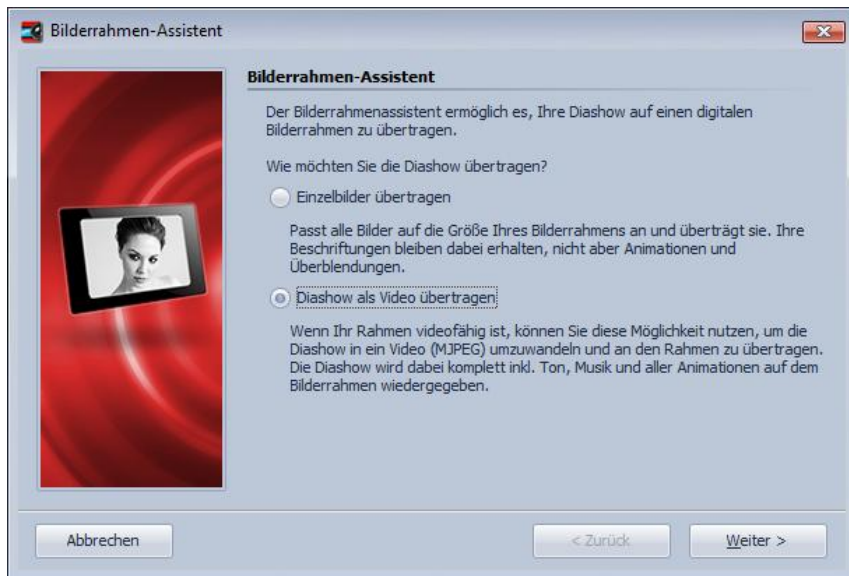 Bilderrahmen-Assistent
Bilderrahmen-Assistent
Der Bilderrahmenassistent ermöglich es, Ihre Diashow auf einen digitalen
Bilderrahmen zu übertragen.
Wie möchten Sie die Diashow übertragen?
Einzelbilder übertragen
Passt alle Bilder auf die Größe Ihres Bilderrahmens an und überträgt sie. Ihre
Beschriftungen bleiben dabei erhalten, nicht aber Animationen und
Überblendungen.
Diashow als Video übertragen
Wenn Ihr Rahmen videofähig ist, können Sie diese Möglichkeit nutzen, um die
Diashow in ein Video (MJPEG) umzuwandeln und an den Rahmen zu übertragen.
Die Diashow wird dabei komplett inkl. Ton, Musik und aller Animationen auf dem
Bilderrahmen wiedergegeben.
Abbrechen
< Zurück
Weiter >